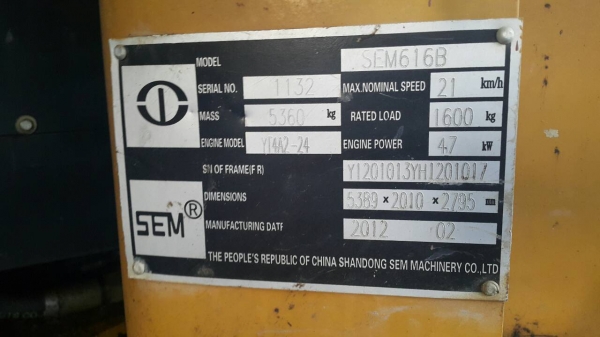 MODEL SEM616B
SERIAL NO. 1132 MAX.NOMINAL SPEED 21 km/h
MASS 5360 kg RATED LOAD 1600 kg
ENGINE MODEL YT4A2-24 ENGINE POWER 47 kW
S/N OF FRAME(F R) Y1201013YH1201017
DIMENSIONS 5389 × 2010 × 2795 mm
SEM®
MANUFACTURING DATE 2012 02
THE PEOPLE'S REPUBLIC OF CHINA SHANDONG SEM MACHINERY CO.,LTD